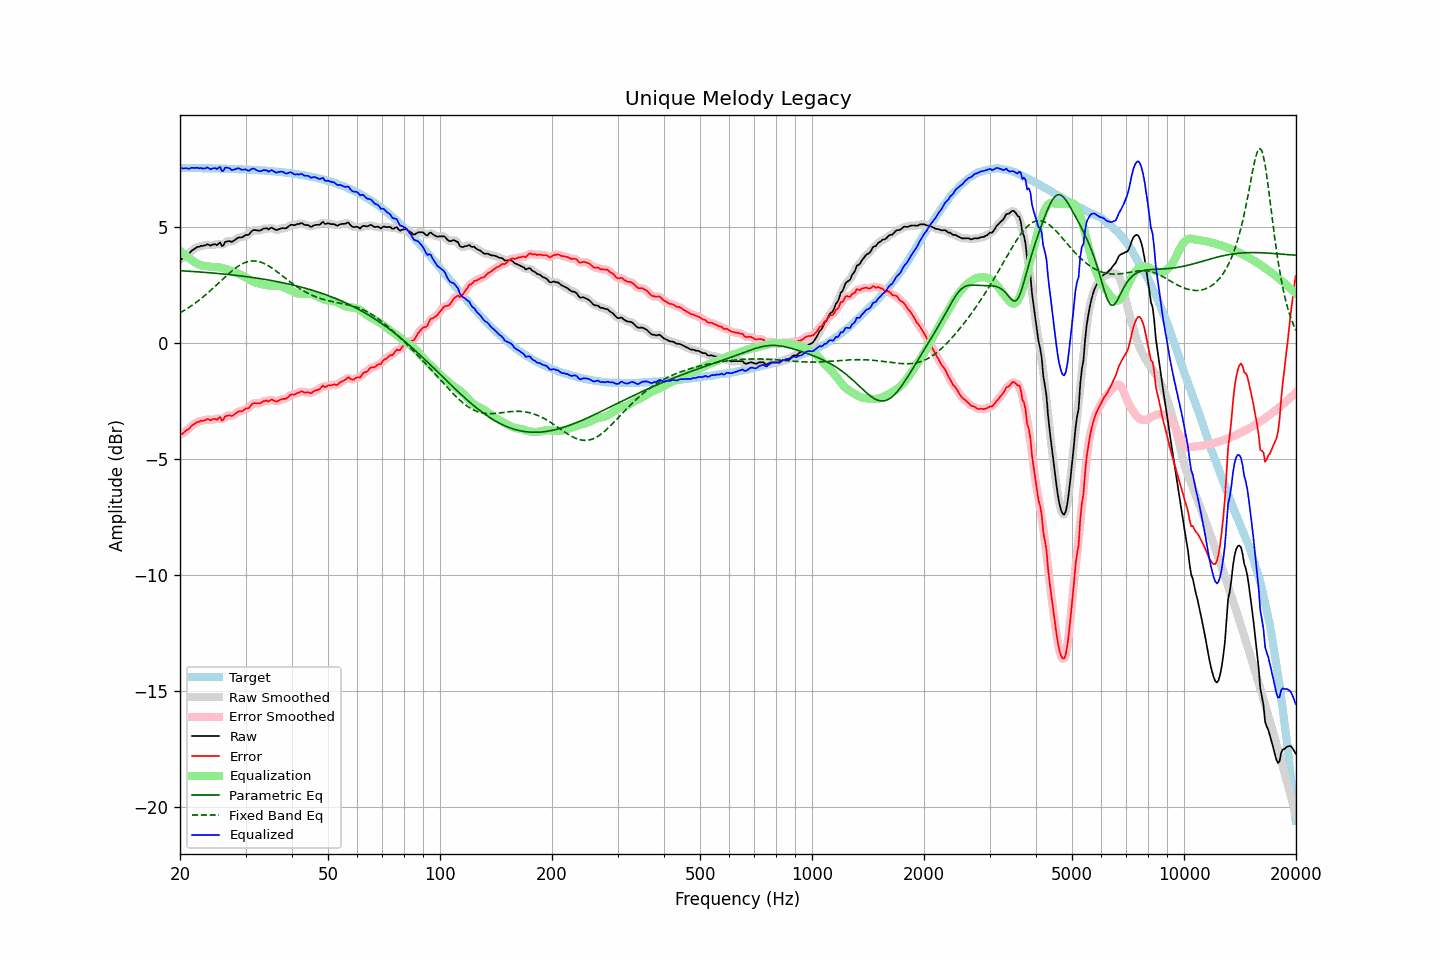 Unique Melody Legacy
Amplitude (dBr)
5
0
−5
−10
−15
−20
Target
Raw Smoothed
Error Smoothed
Raw
Error
Equalization
Parametric Eq
Fixed Band Eq
Equalized
20 50 100 200 500 1000 2000 5000 10000 20000
Frequency (Hz)